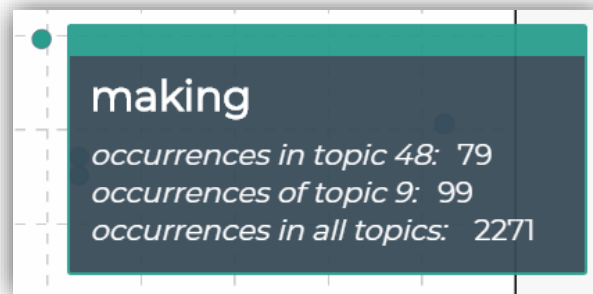 making
occurrences in topic 48: 79
occurrences of topic 9: 99
occurrences in all topics: 2271